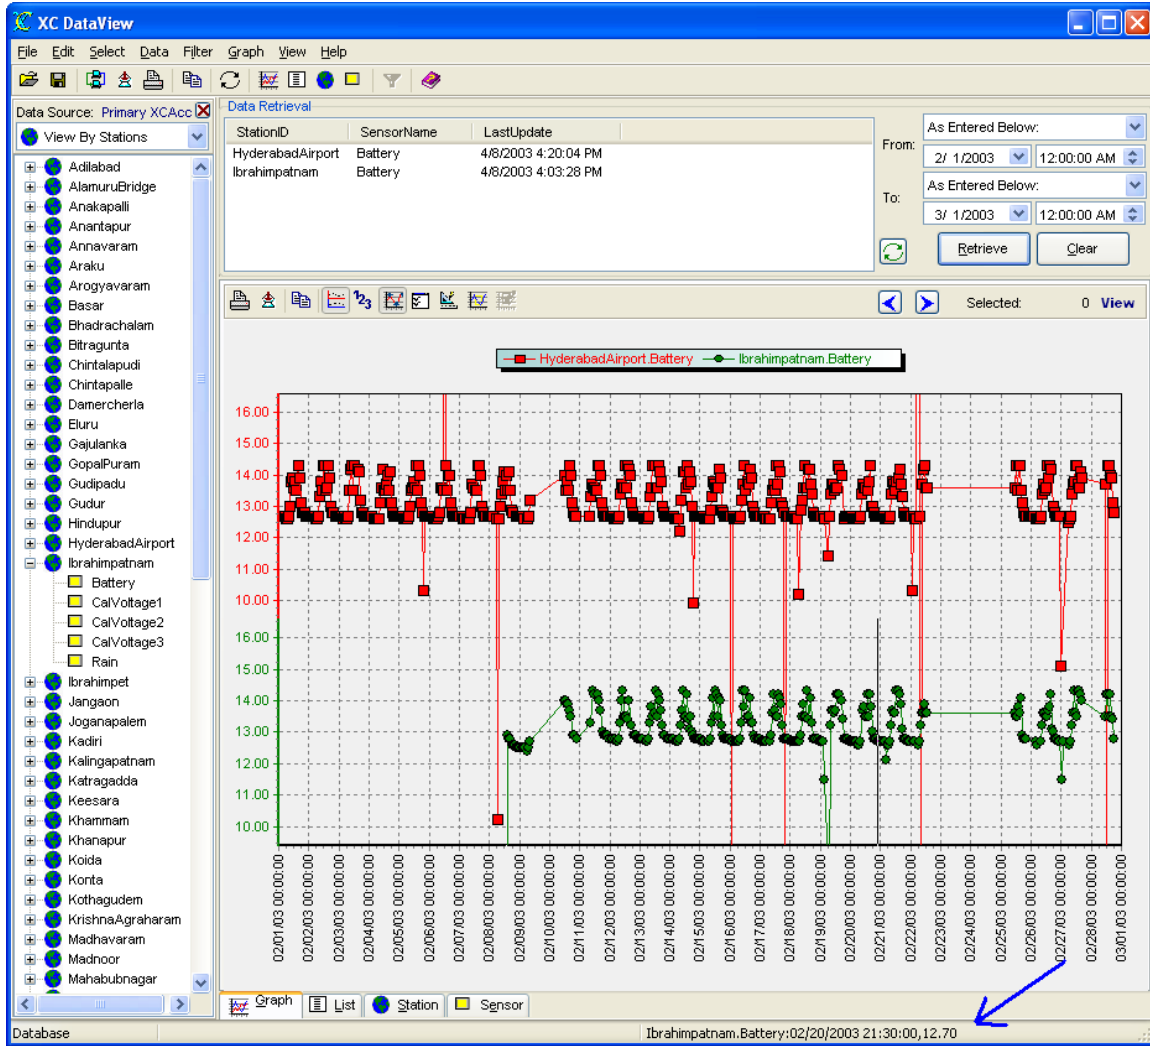 XC DataView
File Edit Select Data Filter Graph View Help
Data Source: Primary XCAcc
View By Stations
Adilabad
AlamuruBridge
Anakapalli
Anantapur
Annavaram
Araku
Arogyavaram
Basar
Bhadrachalam
Bitragunta
Chintalapudi
Chintapalle
Damercherla
Eluru
Gajulanka
GopalPuram
Gudipadu
Gudur
Hindupur
HyderabadAirport
Ibrahimpatnam
Battery
CalVoltage1
CalVoltage2
CalVoltage3
Rain
Ibrahimpet
Jangaon
Joganapalem
Kadiri
Kalingapatnam
Katragadda
Keesara
Khammam
Khanapur
Koida
Konta
Kothagudem
KrishnaAgraharam
Madhavaram
Madnoor
Mahabubnagar
Data Retrieval
StationID SensorName LastUpdate
HyderabadAirport Battery 4/8/2003 4:20:04 PM
Ibrahimpatnam Battery 4/8/2003 4:03:28 PM
From:
As Entered Below:
2/ 1/2003 12:00:00 AM
To:
As Entered Below:
3/ 1/2003 12:00:00 AM
Retrieve Clear
123
Selected: 0 View
HyderabadAirport.Battery Ibrahimpatnam.Battery
16.00
15.00
14.00
13.00
12.00
11.00
10.00
16.00
15.00
14.00
13.00
12.00
11.00
10.00
02/01/03 00:00:00
02/02/03 00:00:00
02/03/03 00:00:00
02/04/03 00:00:00
02/05/03 00:00:00
02/06/03 00:00:00
02/07/03 00:00:00
02/08/03 00:00:00
02/09/03 00:00:00
02/10/03 00:00:00
02/11/03 00:00:00
02/12/03 00:00:00
02/13/03 00:00:00
02/14/03 00:00:00
02/15/03 00:00:00
02/16/03 00:00:00
02/17/03 00:00:00
02/18/03 00:00:00
02/19/03 00:00:00
02/20/03 00:00:00
02/21/03 00:00:00
02/22/03 00:00:00
02/23/03 00:00:00
02/24/03 00:00:00
02/25/03 00:00:00
02/26/03 00:00:00
02/27/03 00:00:00
02/28/03 00:00:00
03/01/03 00:00:00
Graph List Station Sensor
Database
Ibrahimpatnam.Battery:02/20/2003 21:30:00,12.70